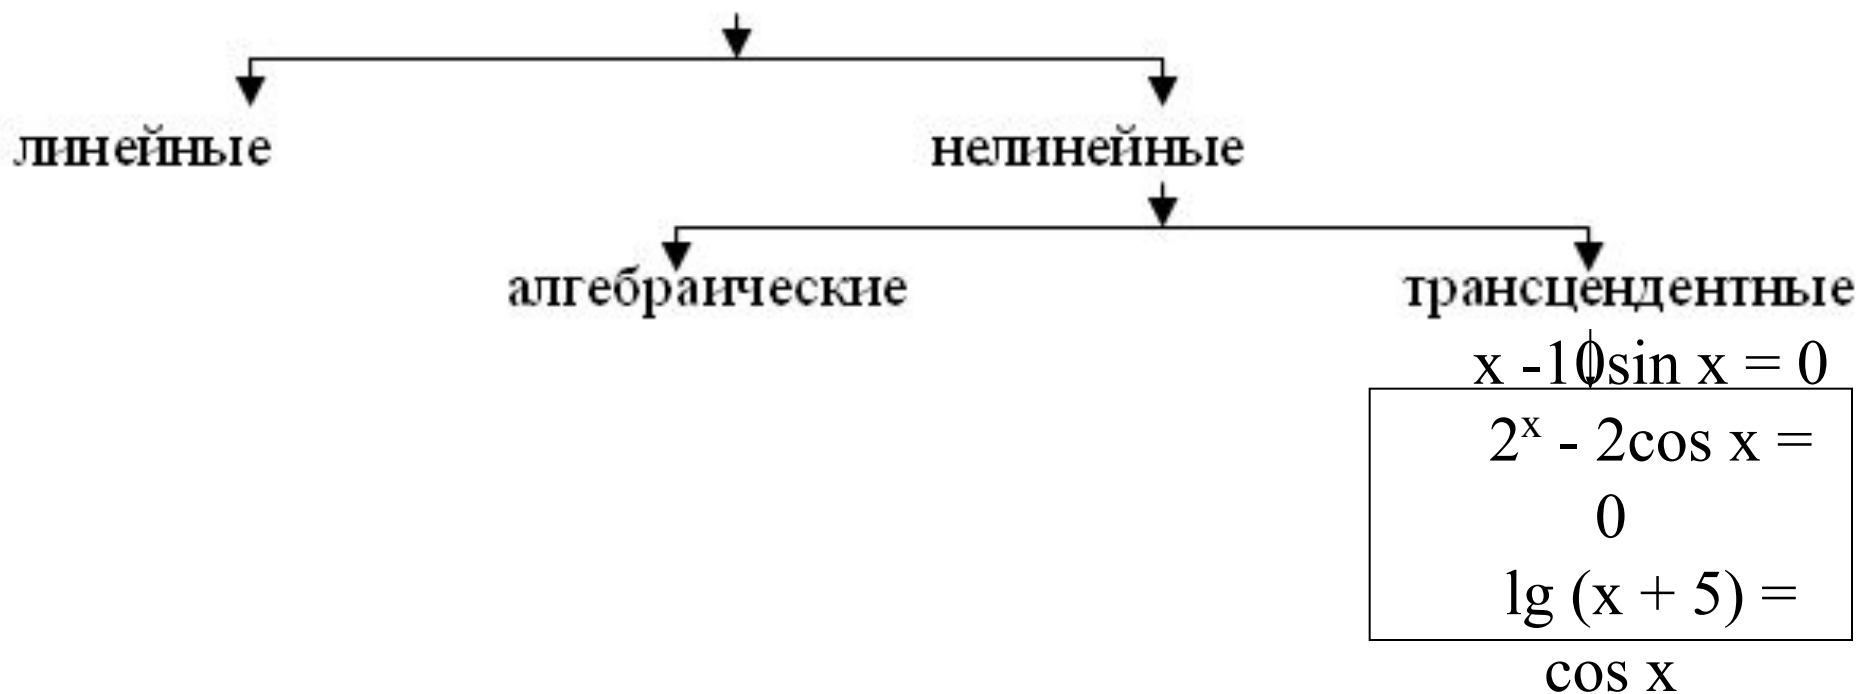 линейные нелинейные
алгебраические трансцендентные
x -10sin x = 0
2ˣ - 2cos x =
0
lg (x + 5) =
cos x